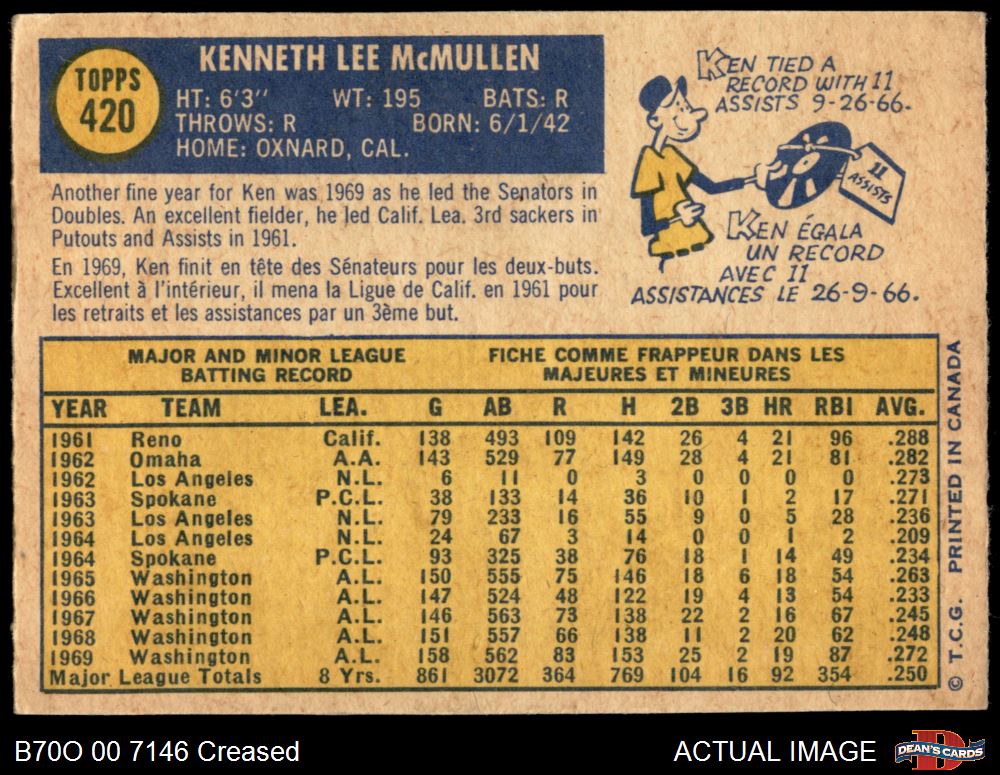 TOPPS
420
KENNETH LEE McMULLEN
HT: 6'3" WT: 195 BATS: R
THROWS: R BORN: 6/1/42
HOME: OXNARD, CAL.
KEN TIED A
RECORD WITH 11
ASSISTS 9-26-66.
11
ASSISTS
KEN ÉGALA
UN RECORD
AVEC 11
ASSISTANCES LE 26-9-66.
Another fine year for Ken was 1969 as he led the Senators in
Doubles. An excellent fielder, he led Calif. Lea. 3rd sackers in
Putouts and Assists in 1961.
En 1969, Ken finit en tête des Sénateurs pour les deux-buts.
Excellent à l'intérieur, il mena la Ligue de Calif. en 1961 pour
les retraits et les assistances par un 3ème but.
MAJOR AND MINOR LEAGUE
BATTING RECORD
FICHE COMME FRAPPEUR DANS LES
MAJEURES ET MINEURES
YEAR TEAM LEA. G AB R H 2B 3B HR RBI AVG.
1961 Reno Calif. 138 493 109 142 26 4 21 96 .288
1962 Omaha A.A. 143 529 77 149 28 4 21 81 .282
1962 Los Angeles N.L. 6 11 0 3 0 0 0 0 .273
1963 Spokane P.C.L. 38 133 14 36 10 1 2 17 .271
1963 Los Angeles N.L. 79 233 16 55 9 0 5 28 .236
1964 Los Angeles N.L. 24 67 3 14 0 0 1 2 .209
1964 Spokane P.C.L. 93 325 38 76 18 1 14 49 .234
1965 Washington A.L. 150 555 75 146 18 6 18 54 .263
1966 Washington A.L. 147 524 48 122 19 4 13 54 .233
1967 Washington A.L. 146 563 73 138 22 2 16 67 .245
1968 Washington A.L. 151 557 66 138 11 2 20 62 .248
1969 Washington A.L. 158 562 83 153 25 2 19 87 .272
Major League Totals 8 Yrs. 861 3072 364 769 104 16 92 354 .250
© T.C.G. PRINTED IN CANADA
B70O 00 7146 Creased
ACTUAL IMAGE
D
DEAN'S CARDS